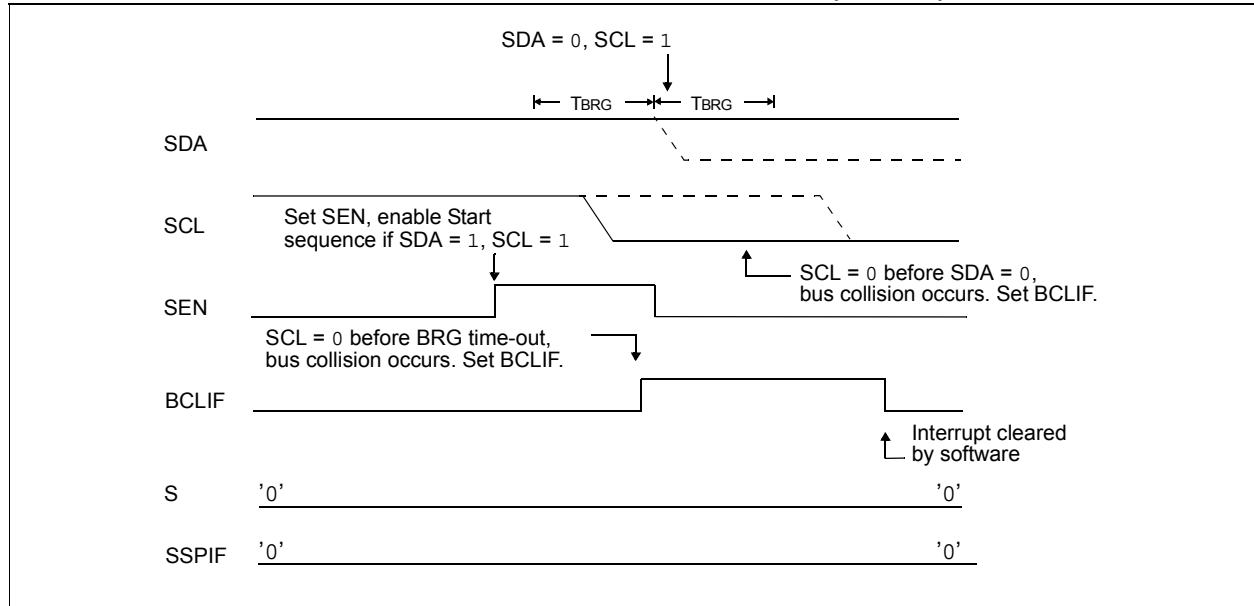 SDA = 0, SCL = 1
TBRG TBRG
SDA
SCL
Set SEN, enable Start
sequence if SDA = 1, SCL = 1
SCL = 0 before SDA = 0,
bus collision occurs. Set BCLIF.
SEN
SCL = 0 before BRG time-out,
bus collision occurs. Set BCLIF.
BCLIF
Interrupt cleared
by software
S '0' '0'
SSPIF '0' '0'